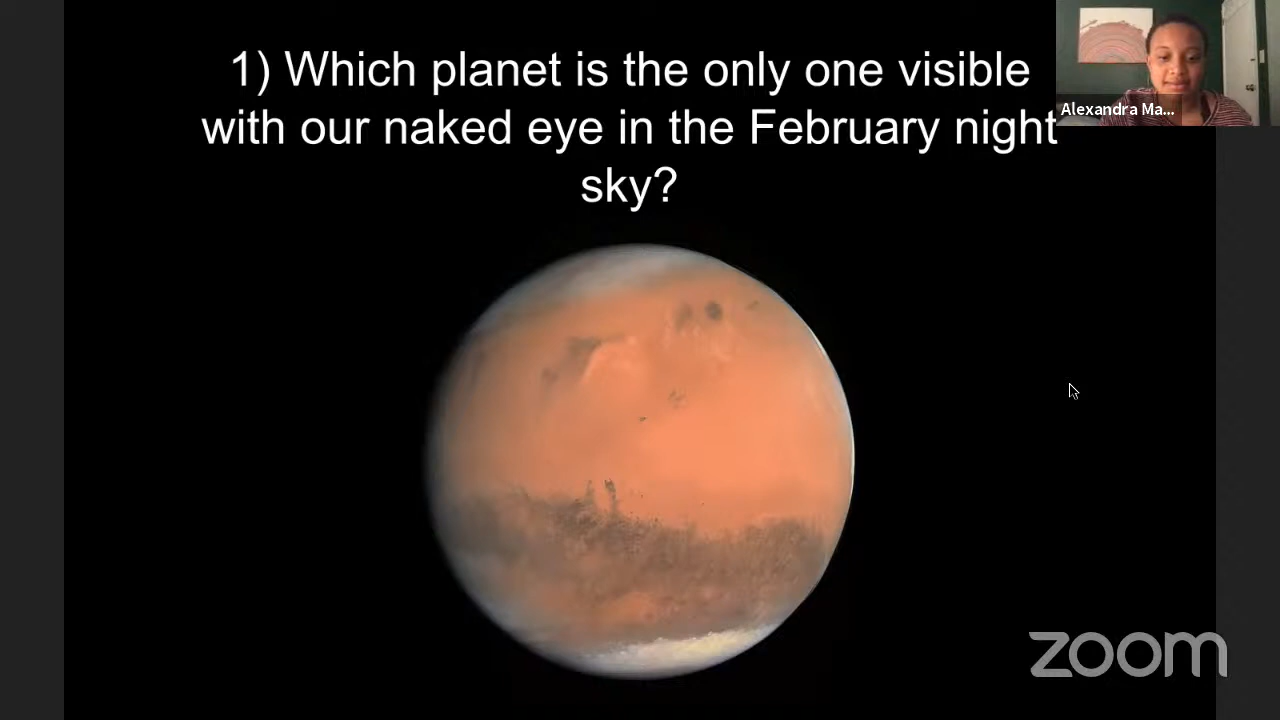 1) Which planet is the only one visible
with our naked eye in the February night
sky?
Alexandra Ma...
zoom